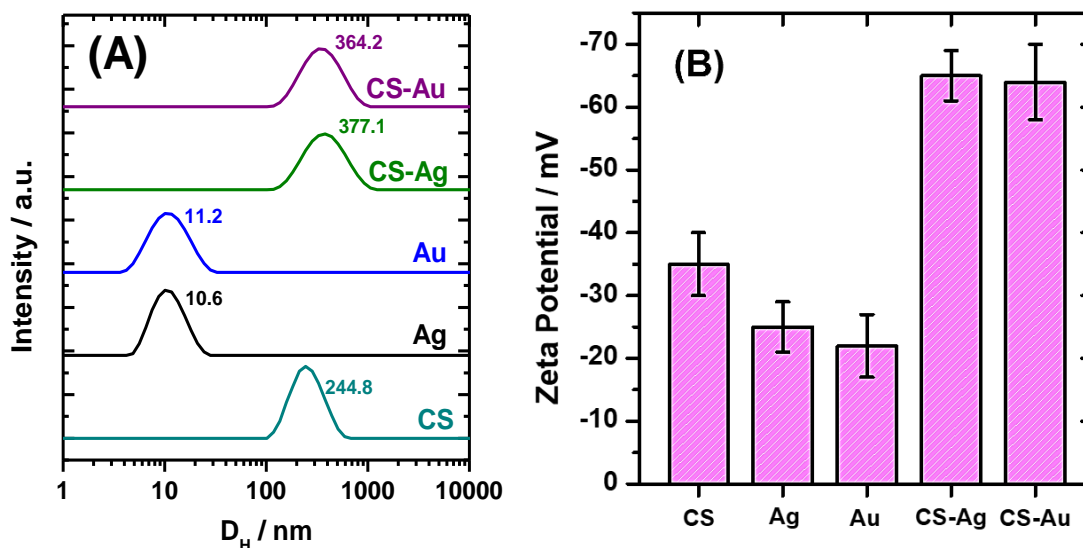 (A)
364.2
CS-Au
377.1
CS-Ag
11.2
Au
10.6
Ag
244.8
CS
Intensity / a.u.
1 10 100 1000 10000
D_H / nm
(B)
Zeta Potential / mV
-70
-60
-50
-40
-30
-20
-10
0
CS Ag Au CS-Ag CS-Au